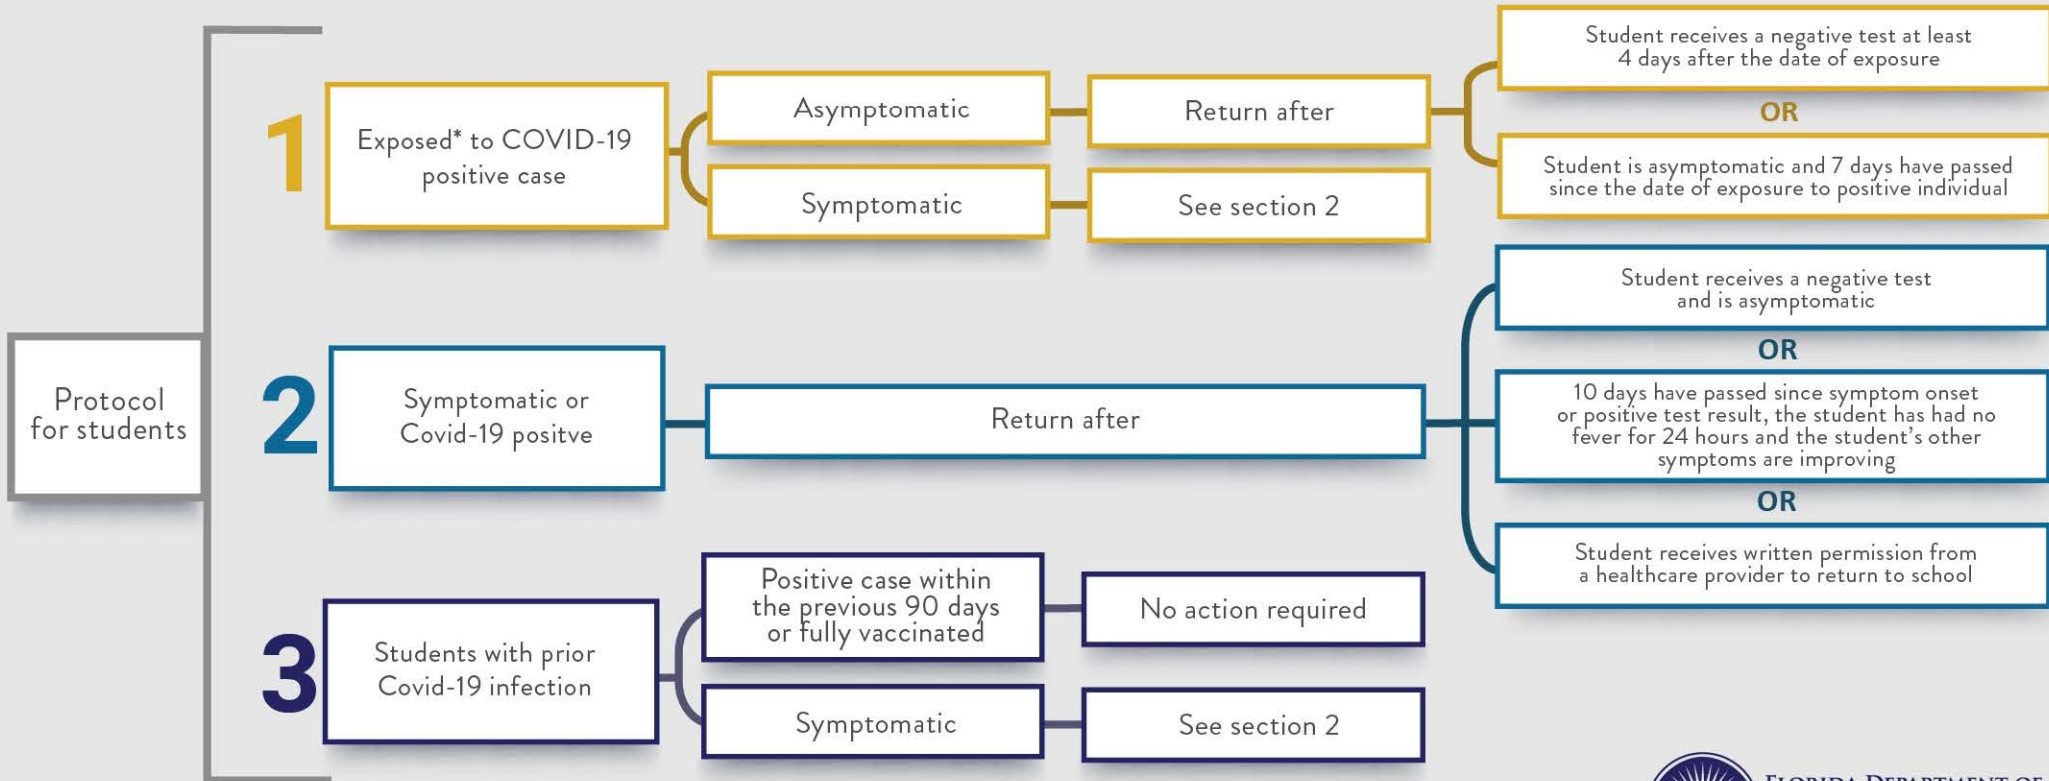 Protocol
for students
1
Exposed* to COVID-19
positive case
Asymptomatic
Return after
Student receives a negative test at least
4 days after the date of exposure
OR
Student is asymptomatic and 7 days have passed
since the date of exposure to positive individual
Symptomatic
See section 2
2
Symptomatic or
Covid-19 positve
Return after
Student receives a negative test
and is asymptomatic
OR
10 days have passed since symptom onset
or positive test result, the student has had no
fever for 24 hours and the student's other
symptoms are improving
OR
Student receives written permission from
a healthcare provider to return to school
3
Students with prior
Covid-19 infection
Positive case within
the previous 90 days
or fully vaccinated
No action required
Symptomatic
See section 2
FLORIDA DEPARTMENT OF